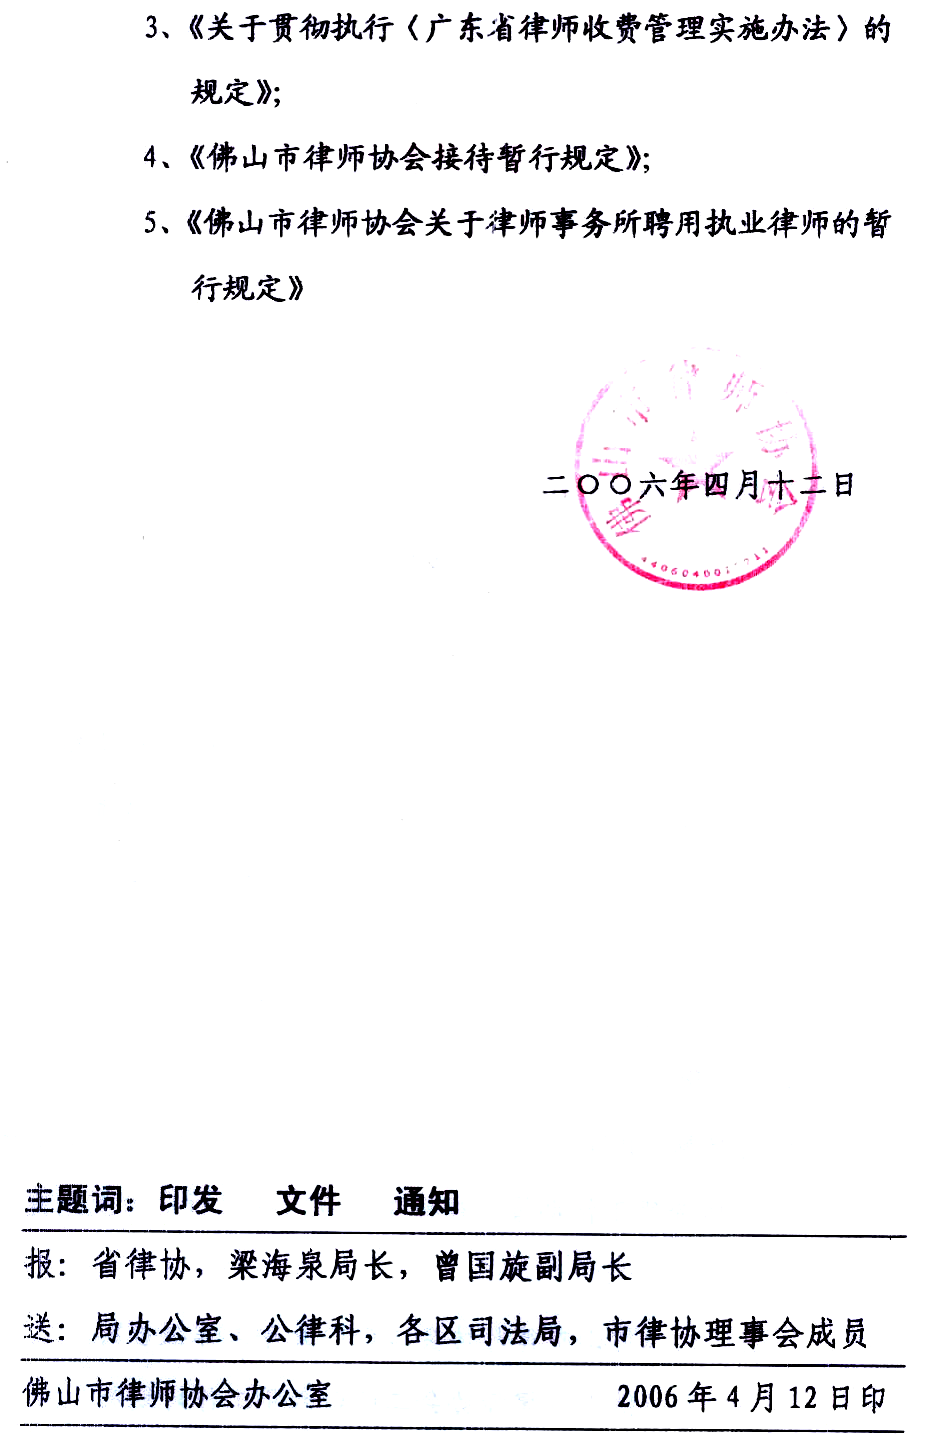 3、《关于贯彻执行〈广东省律师收费管理实施办法〉的
规定》;
4、《佛山市律师协会接待暂行规定》;
5、《佛山市律师协会关于律师事务所聘用执业律师的暂
行规定》
佛山市律师协会
二〇〇六年四月十二日
主题词：印发 文件 通知
报：省律协，梁海泉局长，曾国旋副局长
送：局办公室、公律科，各区司法局，市律协理事会成员
佛山市律师协会办公室 2006年4月12日印